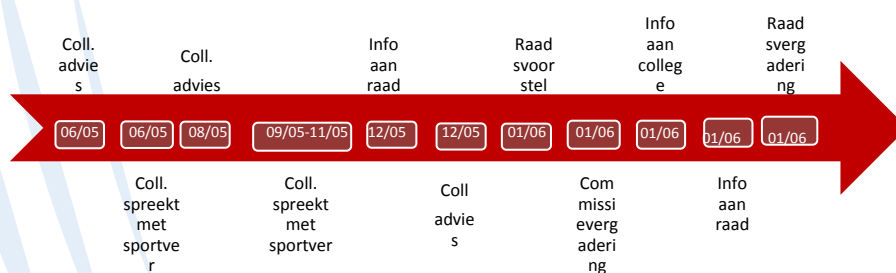 Coll.
advie
s
Coll.
advies
Info
aan
raad
Raad
svoor
stel
Info
aan
colleg
e
Raad
sverg
aderi
ng
06/05
06/05
08/05
09/05-11/05
12/05
12/05
01/06
01/06
01/06
01/06
01/06
Coll.
spreekt
met
sportve
r
Coll.
spreekt
met
sportver
Coll
advie
s
Com
missi
everg
aderi
ng
Info
aan
raad